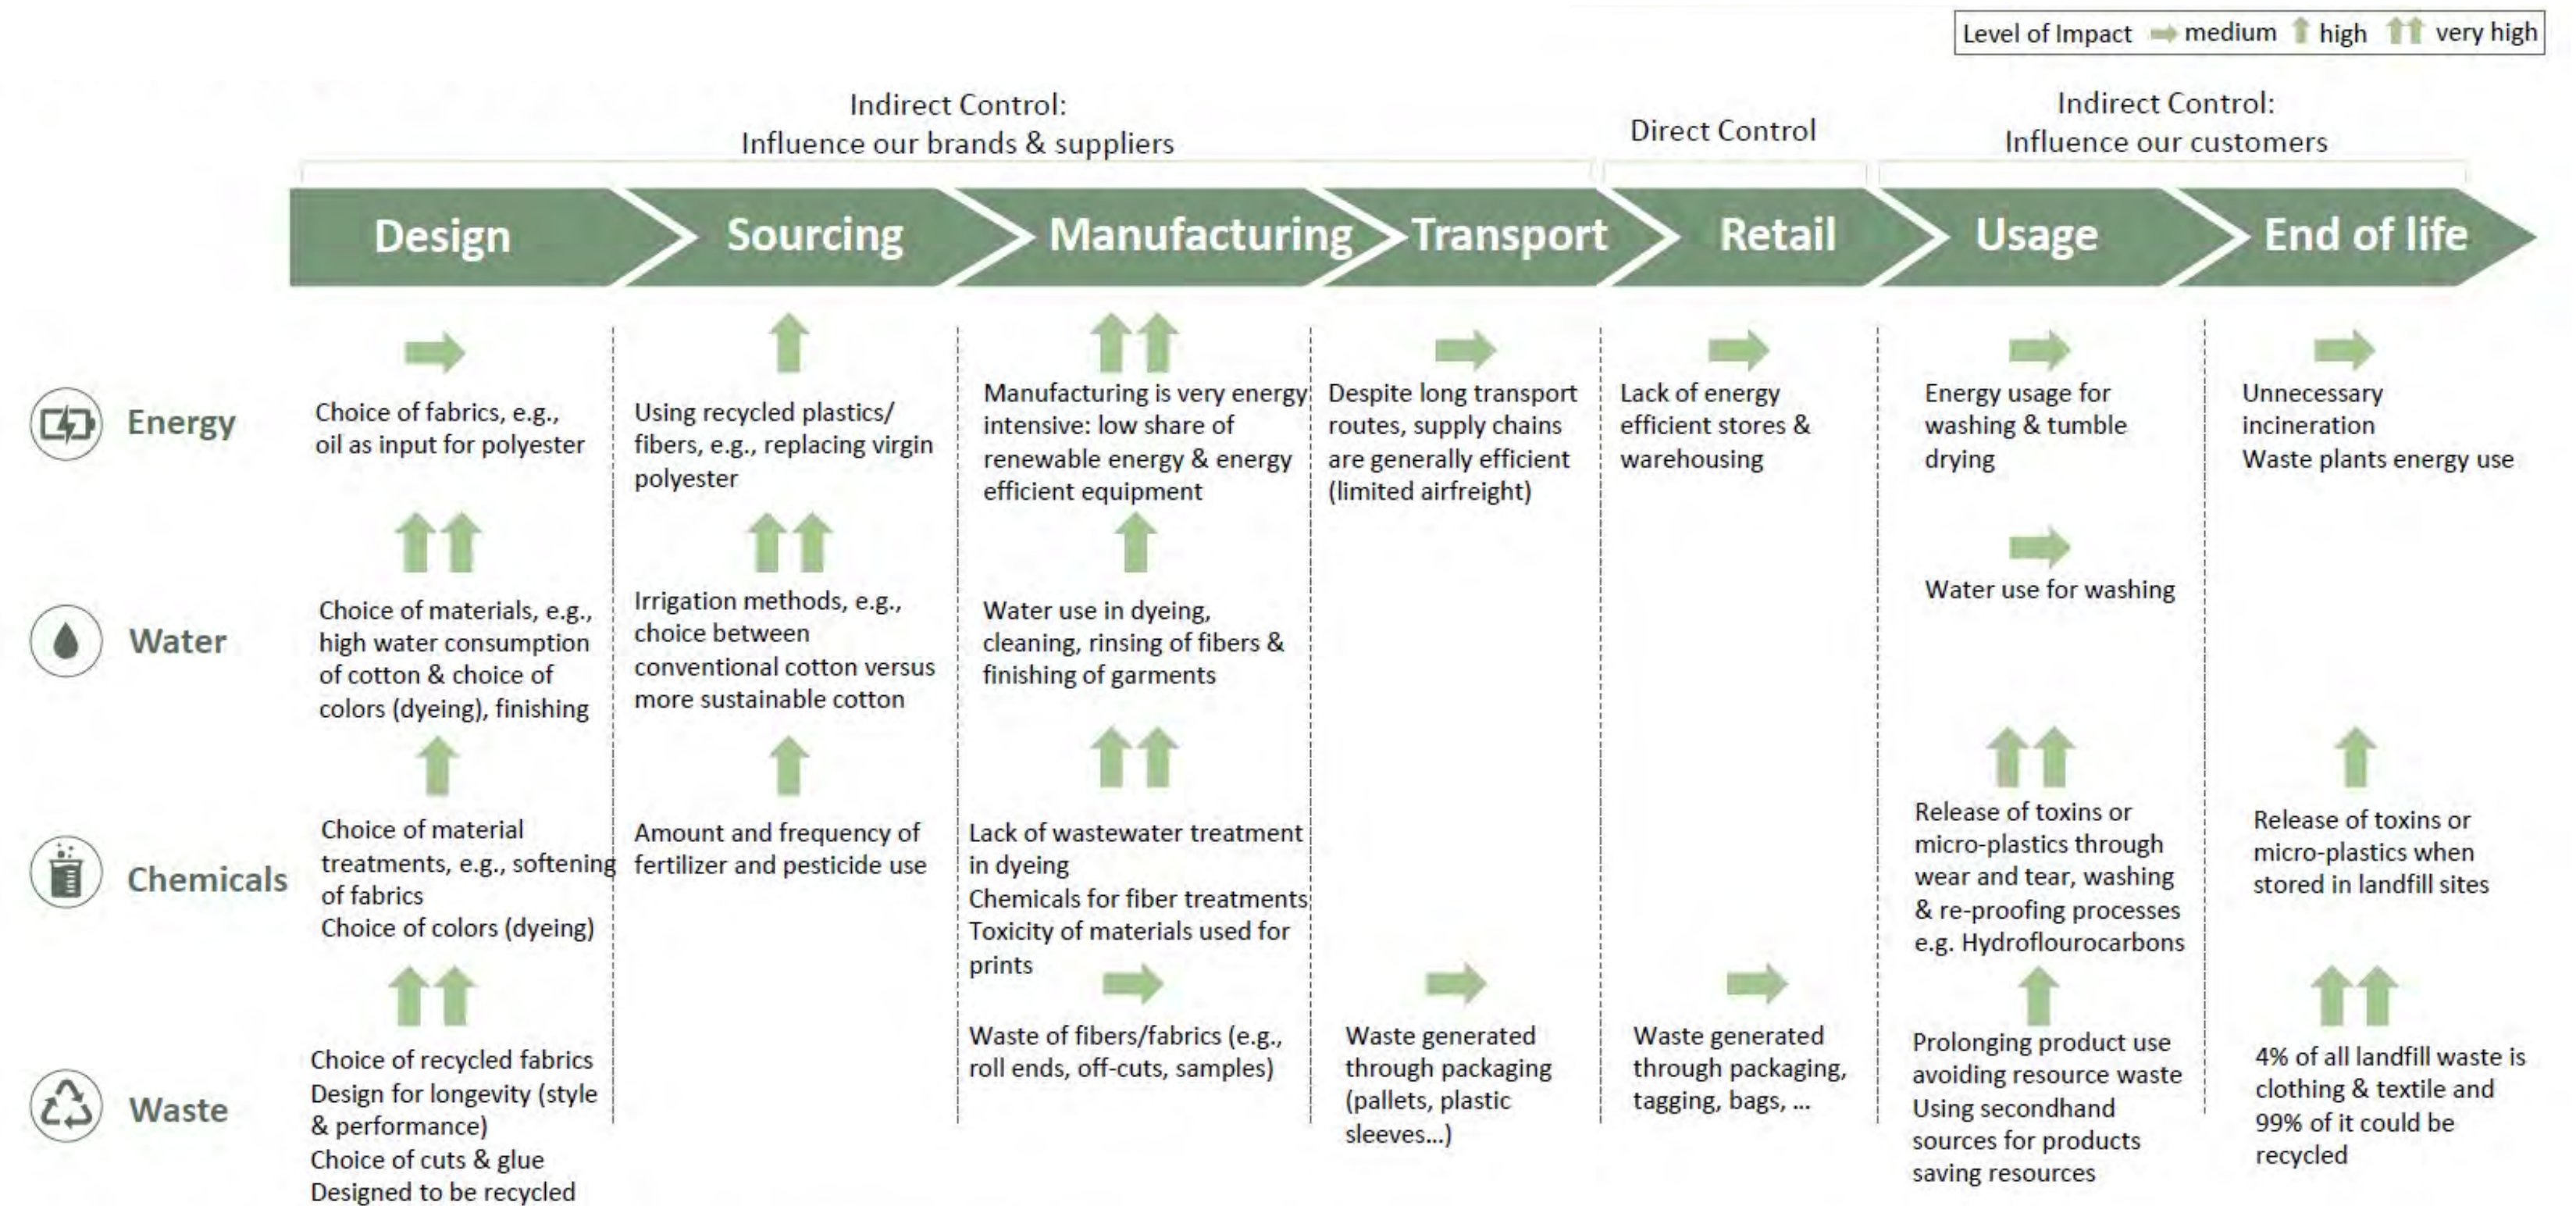 Level of Impact medium high very high
Indirect Control:
Influence our brands & suppliers
Direct Control
Indirect Control:
Influence our customers
Design
Sourcing
Manufacturing
Transport
Retail
Usage
End of life
Energy
Choice of fabrics, e.g.,
oil as input for polyester
Using recycled plastics/
fibers, e.g., replacing virgin
polyester
Manufacturing is very energy
intensive: low share of
renewable energy & energy
efficient equipment
Despite long transport
routes, supply chains
are generally efficient
(limited airfreight)
Lack of energy
efficient stores &
warehousing
Energy usage for
washing & tumble
drying
Unnecessary
incineration
Waste plants energy use
Water
Choice of materials, e.g.,
high water consumption
of cotton & choice of
colors (dyeing), finishing
Irrigation methods, e.g.,
choice between
conventional cotton versus
more sustainable cotton
Water use in dyeing,
cleaning, rinsing of fibers &
finishing of garments
Water use for washing
Chemicals
Choice of material
treatments, e.g., softening
of fabrics
Choice of colors (dyeing)
Amount and frequency of
fertilizer and pesticide use
Lack of wastewater treatment
in dyeing
Chemicals for fiber treatments
Toxicity of materials used for
prints
Release of toxins or
micro-plastics through
wear and tear, washing
& re-proofing processes
e.g. Hydroflourocarbons
Release of toxins or
micro-plastics when
stored in landfill sites
Waste
Choice of recycled fabrics
Design for longevity (style
& performance)
Choice of cuts & glue
Designed to be recycled
Waste of fibers/fabrics (e.g.,
roll ends, off-cuts, samples)
Waste generated
through packaging
(pallets, plastic
sleeves...)
Waste generated
through packaging,
tagging, bags, ...
Prolonging product use
avoiding resource waste
Using secondhand
sources for products
saving resources
4% of all landfill waste is
clothing & textile and
99% of it could be
recycled